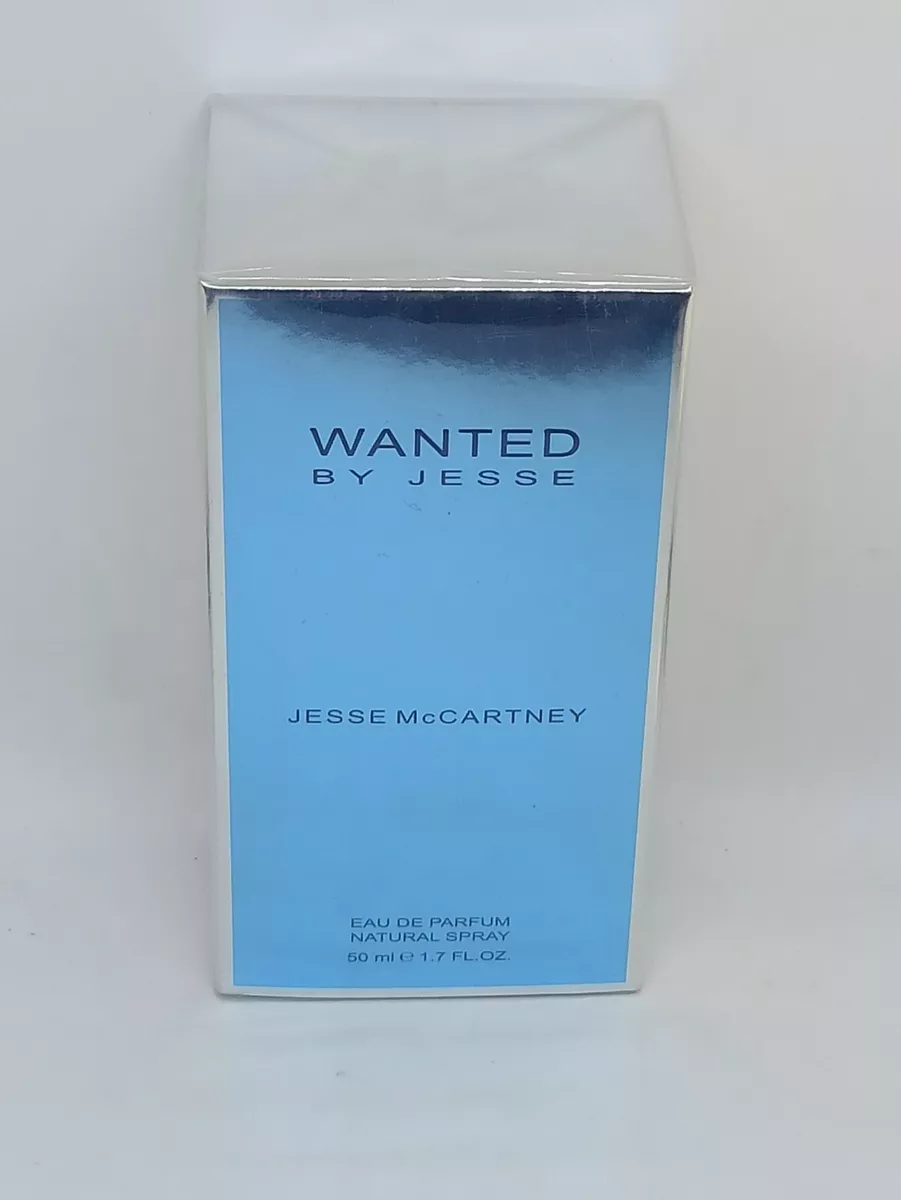 WANTED
BY JESSE
JESSE McCARTNEY
EAU DE PARFUM
NATURAL SPRAY
50 ml ℮ 1.7 FL.OZ.